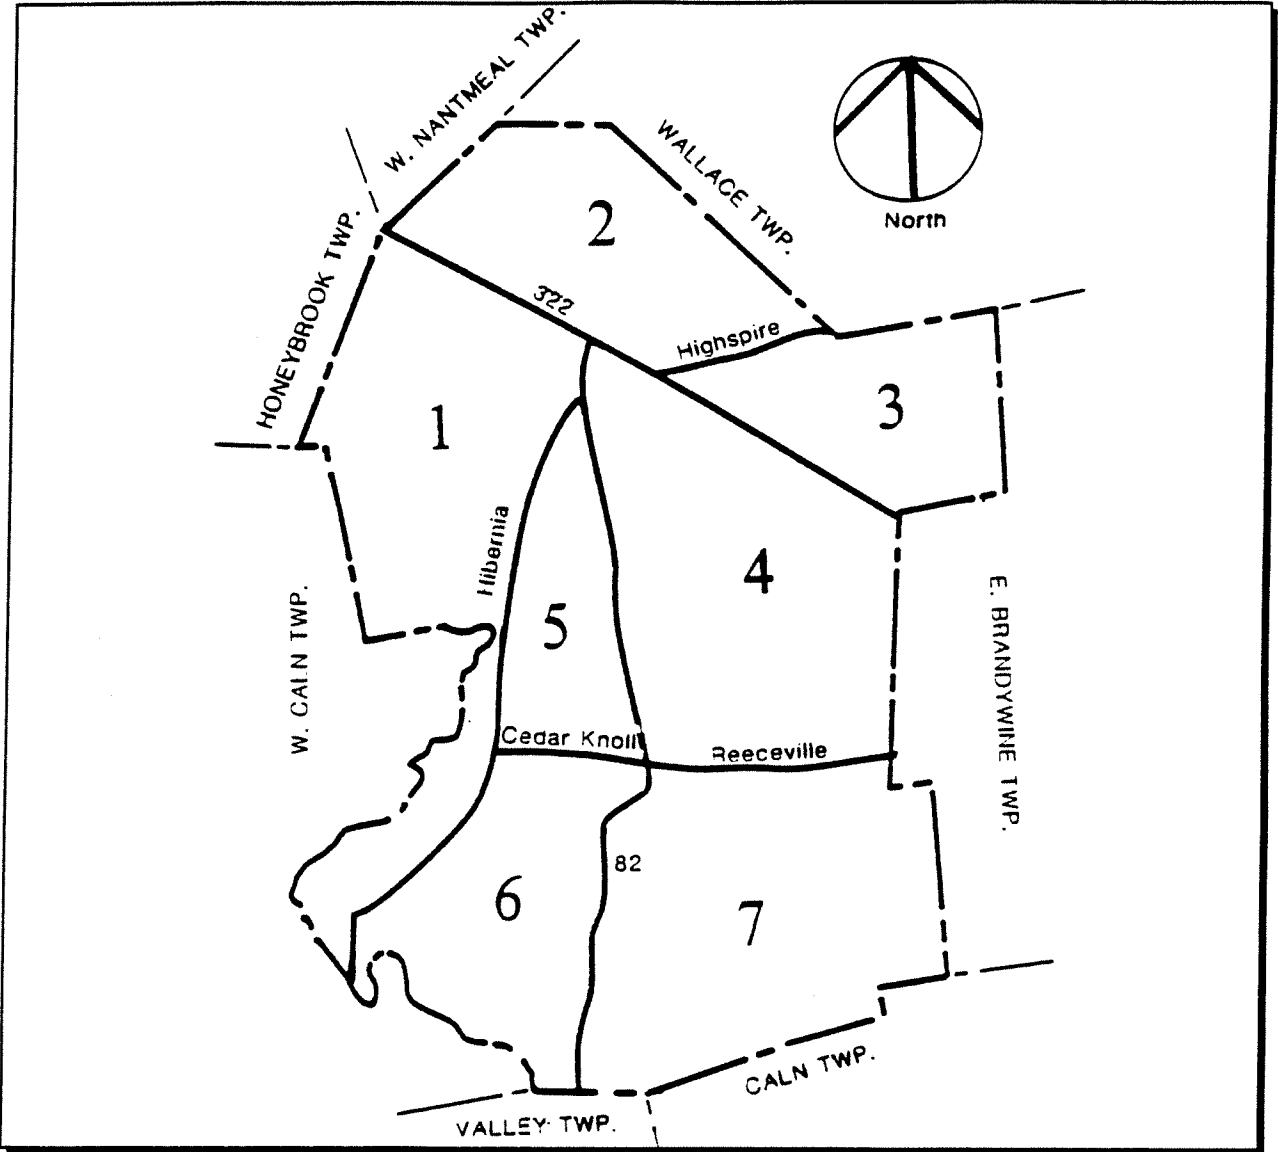 W. NANTMEAL TWP.
WALLACE TWP.
North
2
HONEYBROOK TWP.
322
Highspire
3
1
Hibernia
4
5
W. CALN TWP.
E. BRANDYWINE TWP.
Cedar Knoll
Reeceville
82
6
7
CALN TWP.
VALLEY TWP.